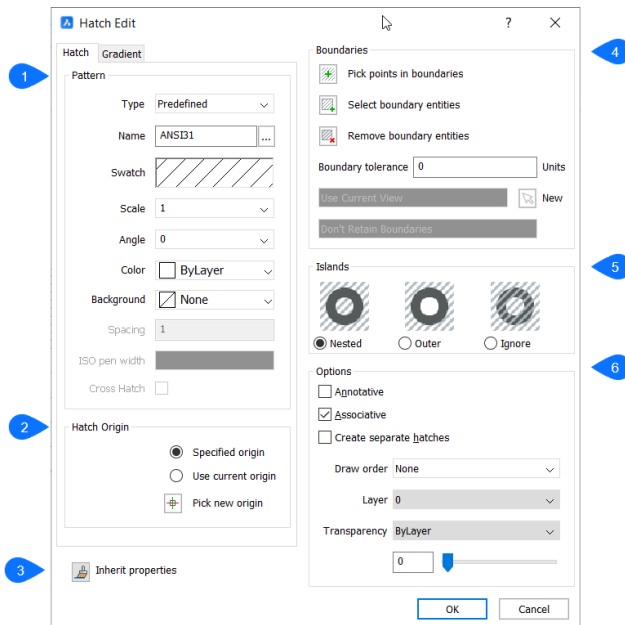 Hatch Edit
?
Hatch
Gradient
1
Pattern
Type
Predefined
Name
ANSI31
...
Swatch
Scale
1
Angle
0
Color
ByLayer
Background
None
Spacing
1
ISO pen width
Cross Hatch
2
Hatch Origin
Specified origin
Use current origin
Pick new origin
3
Inherit properties
4
Boundaries
Pick points in boundaries
Select boundary entities
Remove boundary entities
Boundary tolerance
0
Units
Use Current View
New
Don't Retain Boundaries
5
Islands
Nested
Outer
Ignore
6
Options
Annotative
Associative
Create separate hatches
Draw order
None
Layer
0
Transparency
ByLayer
0
OK
Cancel